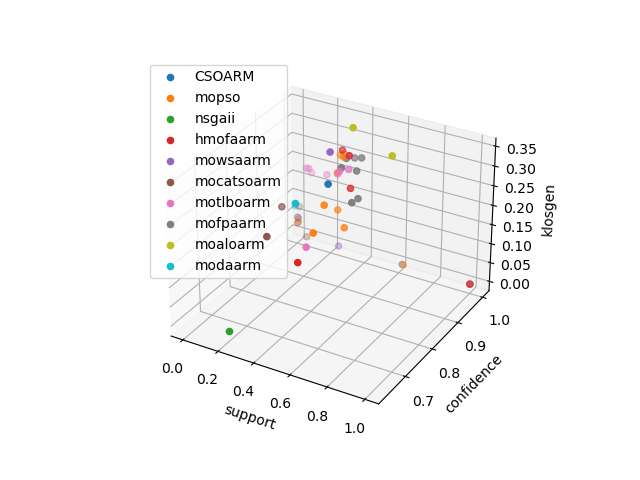 CSOARM
mopso
nsgaii
hmofaarm
mowsaarm
mocatsoarm
motlboarm
mofpaarm
moaloarm
modaarm
0.35
0.30
0.25
0.20
0.15
0.10
0.05
0.00
klosgen
1.0
0.9
0.8
0.7
confidence
0.0
0.2
0.4
0.6
0.8
1.0
support